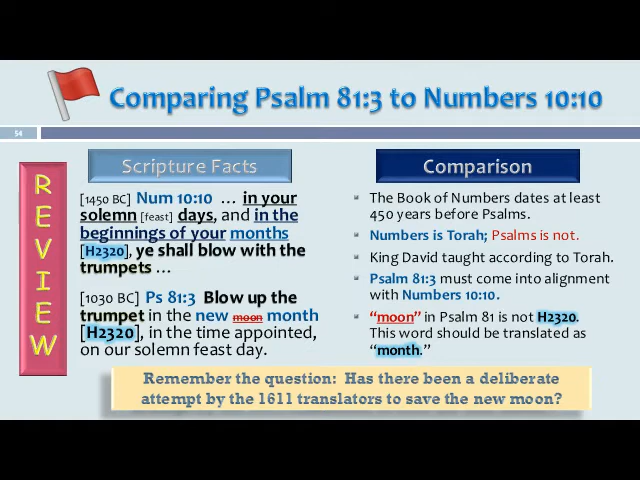 Comparing Psalm 81:3 to Numbers 10:10
54
REVIEW
Scripture Facts
[1450 BC] Num 10:10 … in your
solemn [feast] days, and in the
beginnings of your months
[H2320], ye shall blow with the
trumpets …
[1030 BC] Ps 81:3 Blow up the
trumpet in the new moon month
[H2320], in the time appointed,
on our solemn feast day.
Comparison
The Book of Numbers dates at least
450 years before Psalms.
Numbers is Torah; Psalms is not.
King David taught according to Torah.
Psalm 81:3 must come into alignment
with Numbers 10:10.
“moon” in Psalm 81 is not H2320.
This word should be translated as
“month.”
Remember the question: Has there been a deliberate
attempt by the 1611 translators to save the new moon?